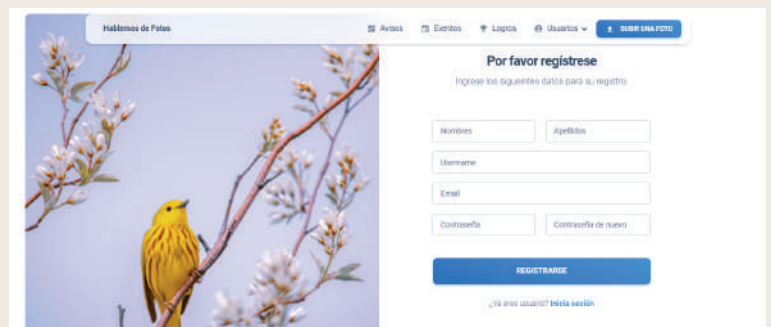 Hablemos de Fotos Avisos Eventos Logros Usuarios SUBIR UNA FOTO
Por favor regístrese
Ingrese los siguientes datos para su registro
Nombres Apellidos
Username
Email
Contraseña Contraseña de nuevo
REGISTRARSE
¿Ya eres usuario? Inicia sesión